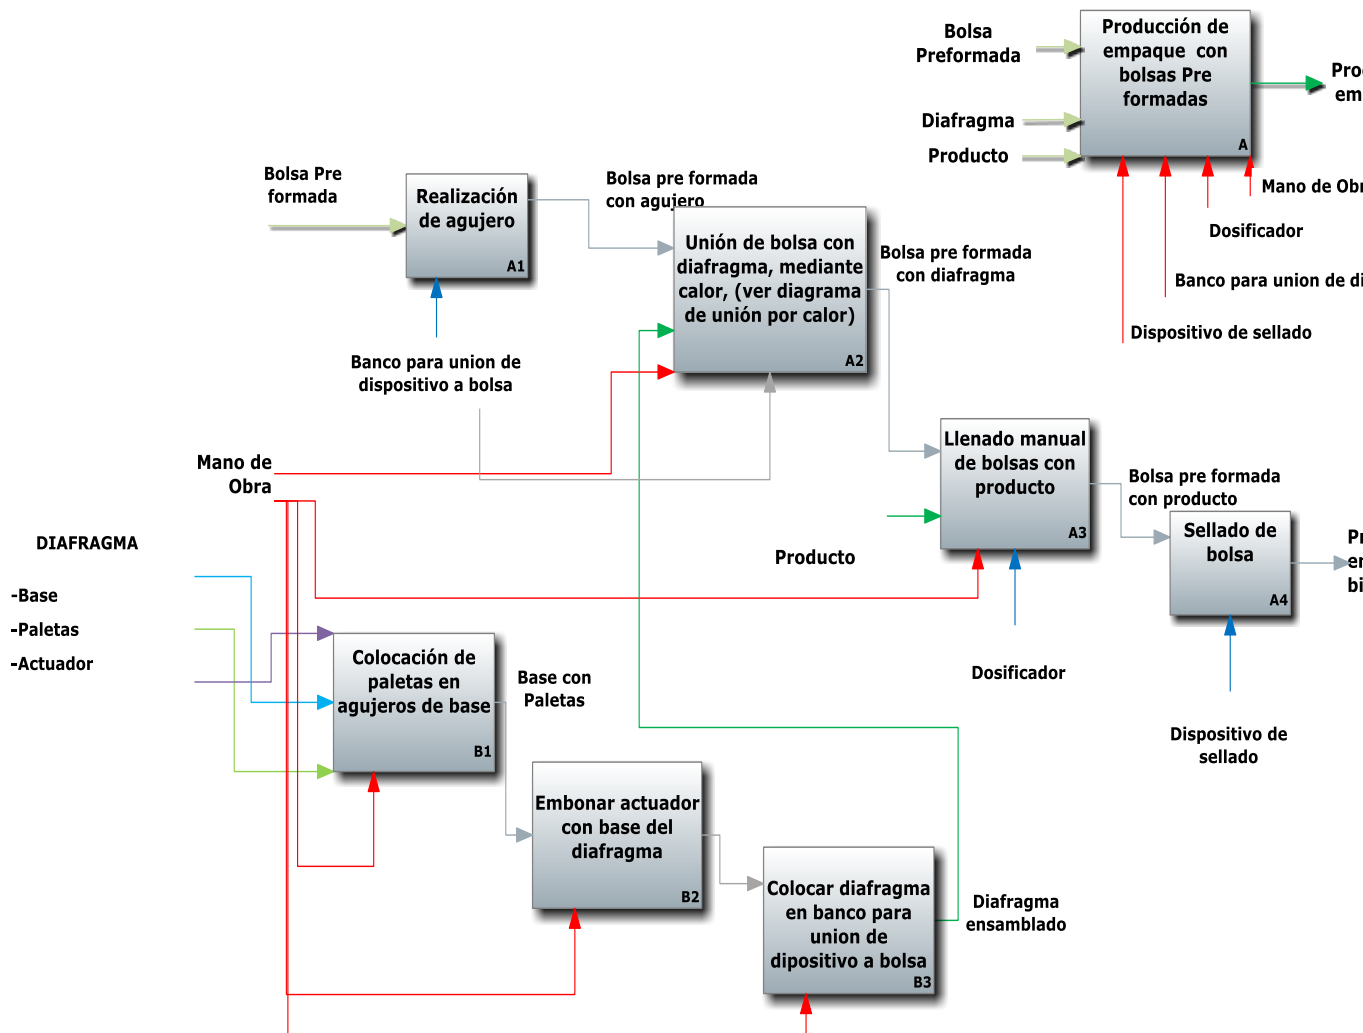 Bolsa
Preformada
Diafragma
Producto
Producción de
empaque con
bolsas Pre
formadas
A
Mano de
Dosificador
Banco para union de
Dispositivo de sellado
Bolsa Pre
formada
Realización
de agujero
A1
Bolsa pre formada
con agujero
Unión de bolsa con
diafragma, mediante
calor, (ver diagrama
de unión por calor)
A2
Bolsa pre formada
con diafragma
Banco para union de
dispositivo a bolsa
Mano de
Obra
Llenado manual
de bolsas con
producto
A3
Bolsa pre formada
con producto
Sellado de
bolsa
A4
Producto
Dosificador
Dispositivo de
sellado
DIAFRAGMA
-Base
-Paletas
-Actuador
Colocación de
paletas en
agujeros de base
B1
Base con
Paletas
Embonar actuador
con base del
diafragma
B2
Colocar diafragma
en banco para
union de
dipositivo a bolsa
B3
Diafragma
ensamblado